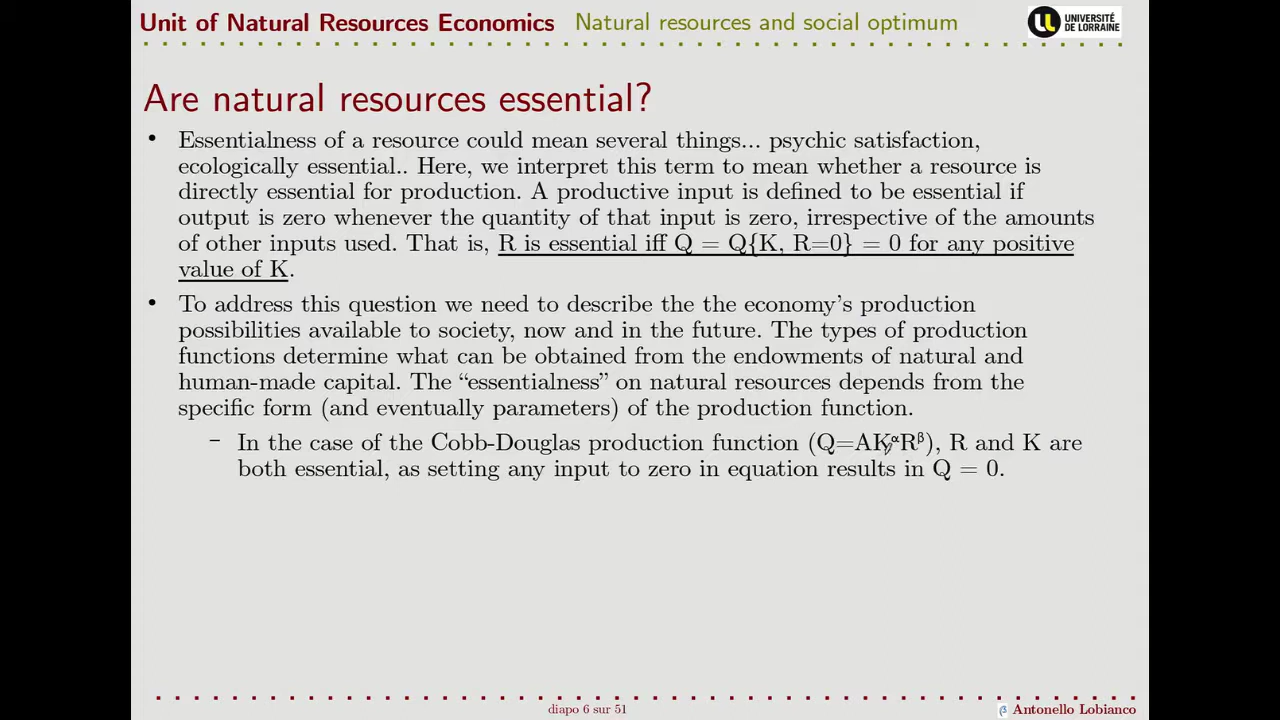 Unit of Natural Resources Economics Natural resources and social optimum
UNIVERSITÉ
DE LORRAINE
Are natural resources essential?
• Essentialness of a resource could mean several things... psychic satisfaction,
ecologically essential.. Here, we interpret this term to mean whether a resource is
directly essential for production. A productive input is defined to be essential if
output is zero whenever the quantity of that input is zero, irrespective of the amounts
of other inputs used. That is, R is essential iff Q = Q{K, R=0} = 0 for any positive
value of K.
• To address this question we need to describe the the economy's production
possibilities available to society, now and in the future. The types of production
functions determine what can be obtained from the endowments of natural and
human-made capital. The “essentialness” on natural resources depends from the
specific form (and eventually parameters) of the production function.
– In the case of the Cobb-Douglas production function (Q=AKᵅRᵝ), R and K are
both essential, as setting any input to zero in equation results in Q = 0.
diapo 6 sur 51
β Antonello Lobianco